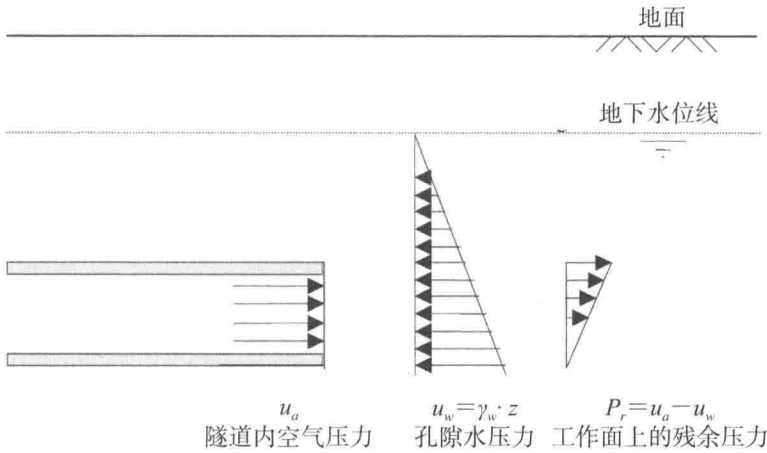 地面
地下水位线
u_a
隧道内空气压力
u_w=γ_w·z
孔隙水压力
P_r=u_a−u_w
工作面上的残余压力